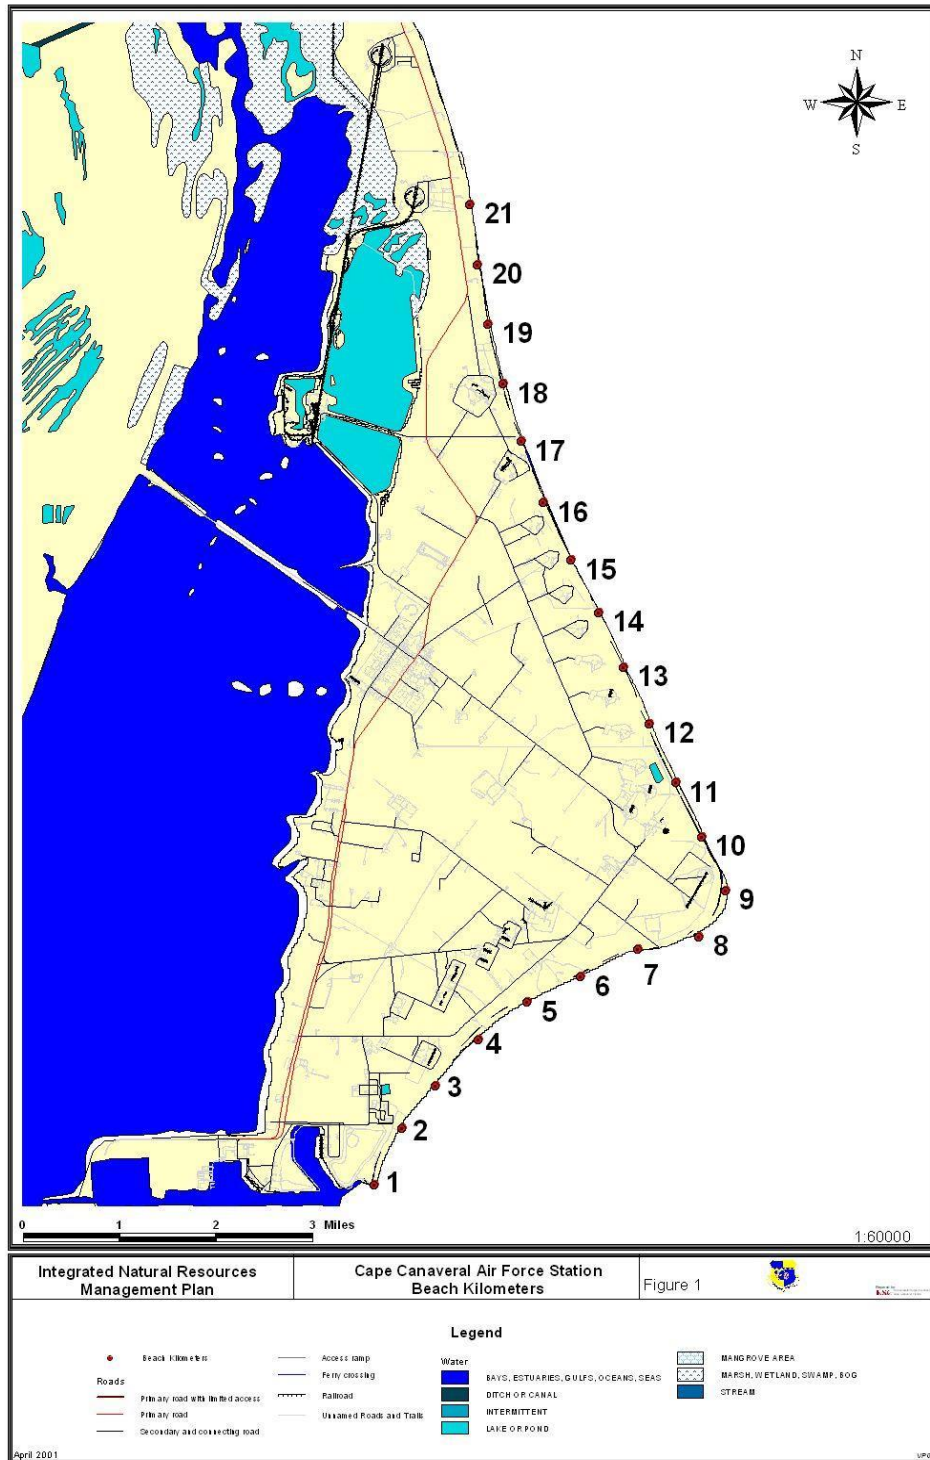 N
W E
S
21
20
19
18
17
16
15
14
13
12
11
10
9
8
7
6
5
4
3
2
1
0 1 2 3 Miles
1:60000
Integrated Natural Resources
Management Plan
Cape Canaveral Air Force Station
Beach Kilometers
Figure 1
Legend
Beach Kilometers
Roads
Primary road with limited access
Primary road
Secondary and connecting road
Access ramp
Ferry crossing
Railroad
Unnamed Roads and Trails
Water
BAYS, ESTUARIES, GULFS, OCEANS, SEAS
DITCH OR CANAL
INTERMITTENT
LAKE OR POND
MANGROVE AREA
MARSH, WETLAND, SWAMP, BOG
STREAM
April 2001